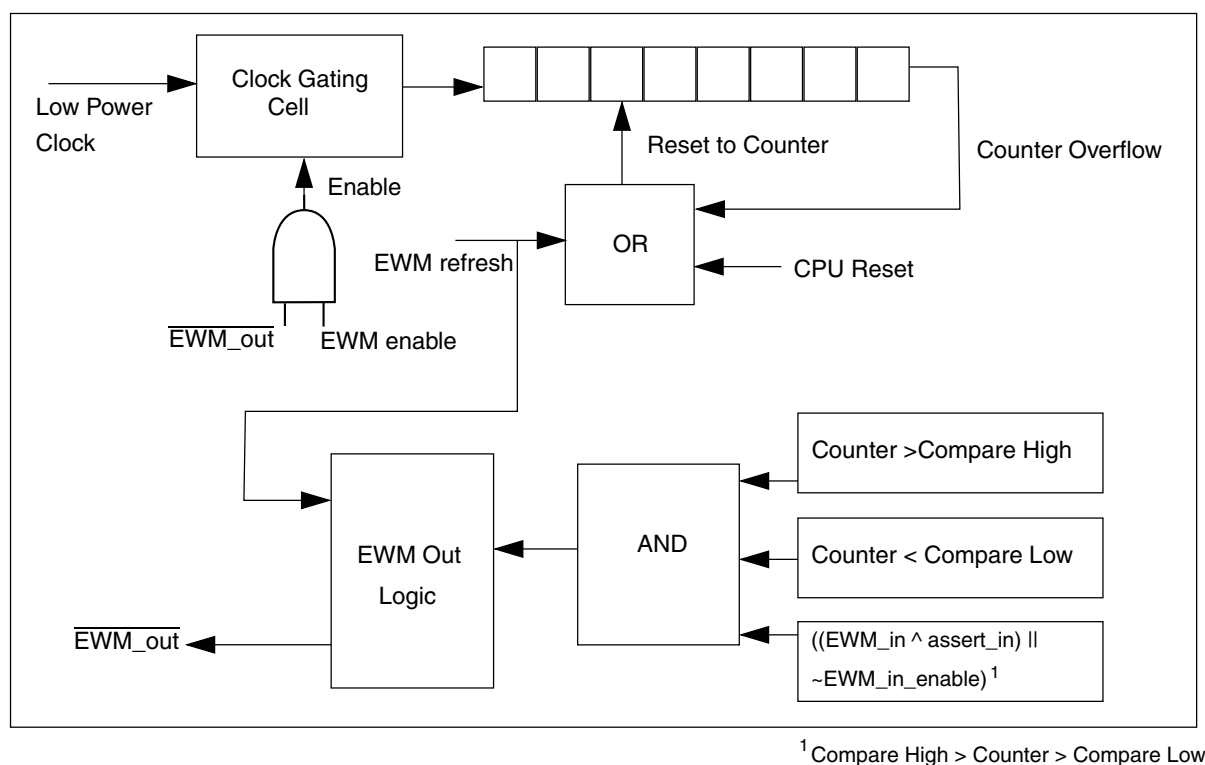 Low Power
Clock
Clock Gating
Cell
Enable
EWM_out
EWM enable
Reset to Counter
Counter Overflow
EWM refresh
OR
CPU Reset
Counter >Compare High
Counter < Compare Low
((EWM_in ^ assert_in) ||
~EWM_in_enable) 1
AND
EWM Out
Logic
EWM_out
1 Compare High > Counter > Compare Low